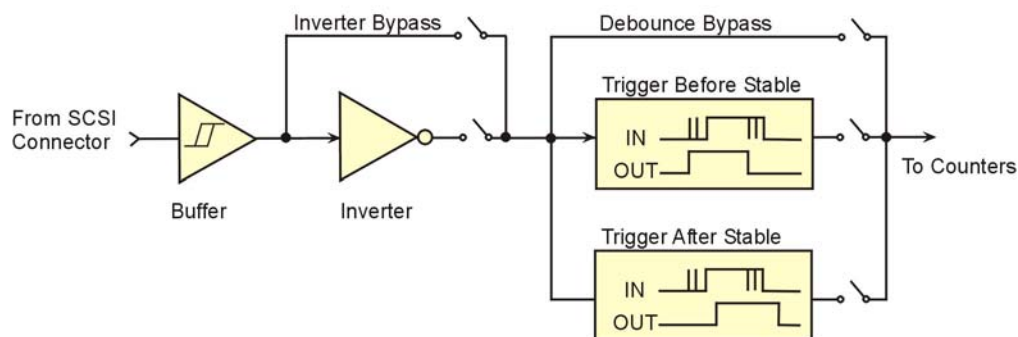 Inverter Bypass
Debounce Bypass
From SCSI
Connector
Trigger Before Stable
IN
OUT
To Counters
Buffer
Inverter
Trigger After Stable
IN
OUT